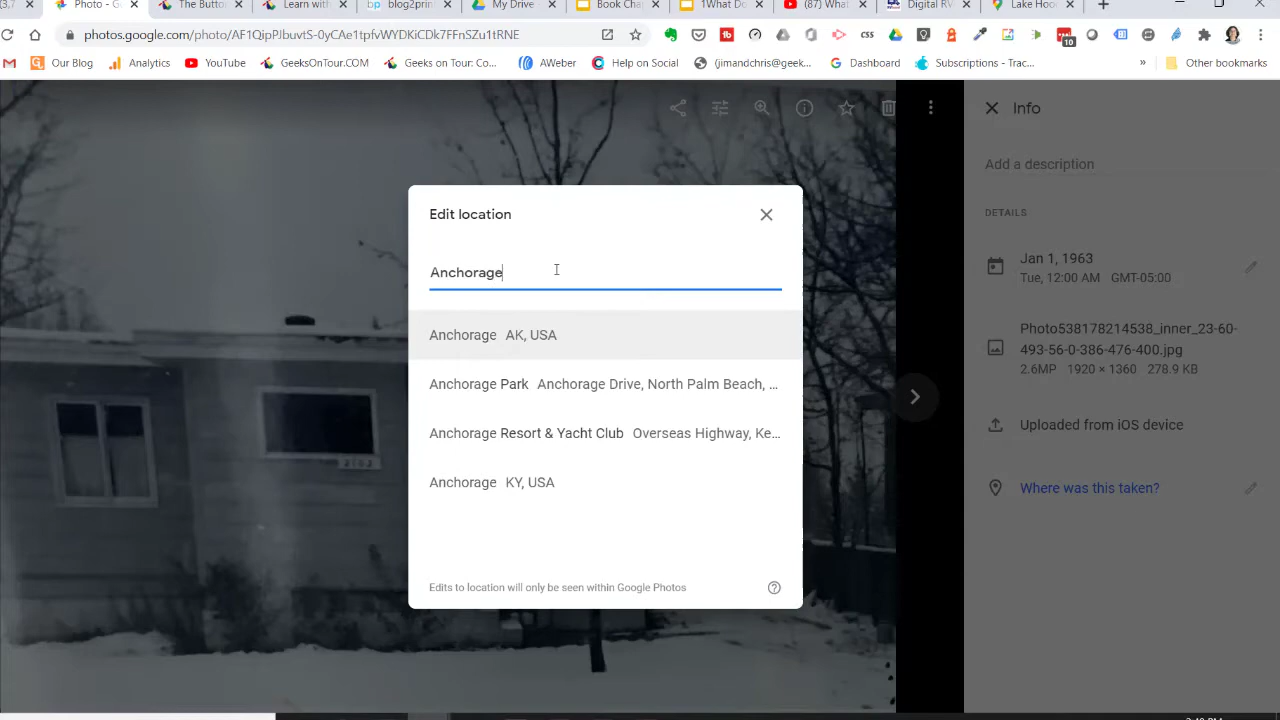 3,7
Photo - G
The Button
Learn with
blog2print
My Drive
Book Cha
1What Do
(87) What
Digital RV
Lake Hoo
photos.google.com/photo/AF1QipPJbuvtS-0yCAe1tpfvWYDKiCDk7FFnSZu1tRNE
10
Our Blog
Analytics
YouTube
GeeksOnTour.COM
Geeks on Tour.Co...
AWeber
Help on Social
(jimandchris@geek...
Dashboard
Subscriptions - Trac...
»
Other bookmarks
Info
Add a description
DETAILS
Jan 1, 1963
Tue, 12:00 AM GMT-05:00
Photo538178214538_inner_23-60-
493-56-0-386-476-400.jpg
2.6MP 1920 × 1360 278.9 KB
Uploaded from iOS device
Where was this taken?
Edit location
Anchorage
Anchorage AK, USA
Anchorage Park Anchorage Drive, North Palm Beach, ...
Anchorage Resort & Yacht Club Overseas Highway, Ke...
Anchorage KY, USA
Edits to location will only be seen within Google Photos